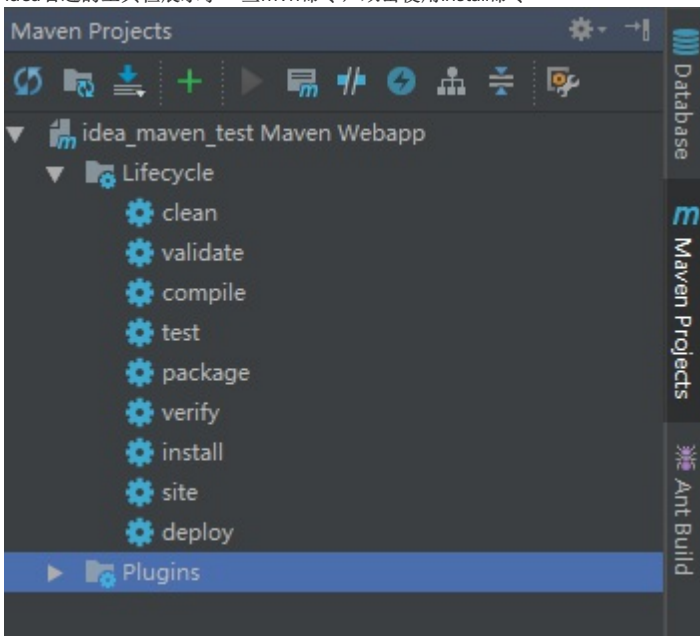 Maven Projects
idea_maven_test Maven Webapp
Lifecycle
clean
validate
compile
test
package
verify
install
site
deploy
Plugins
Database
Maven Projects
Ant Build